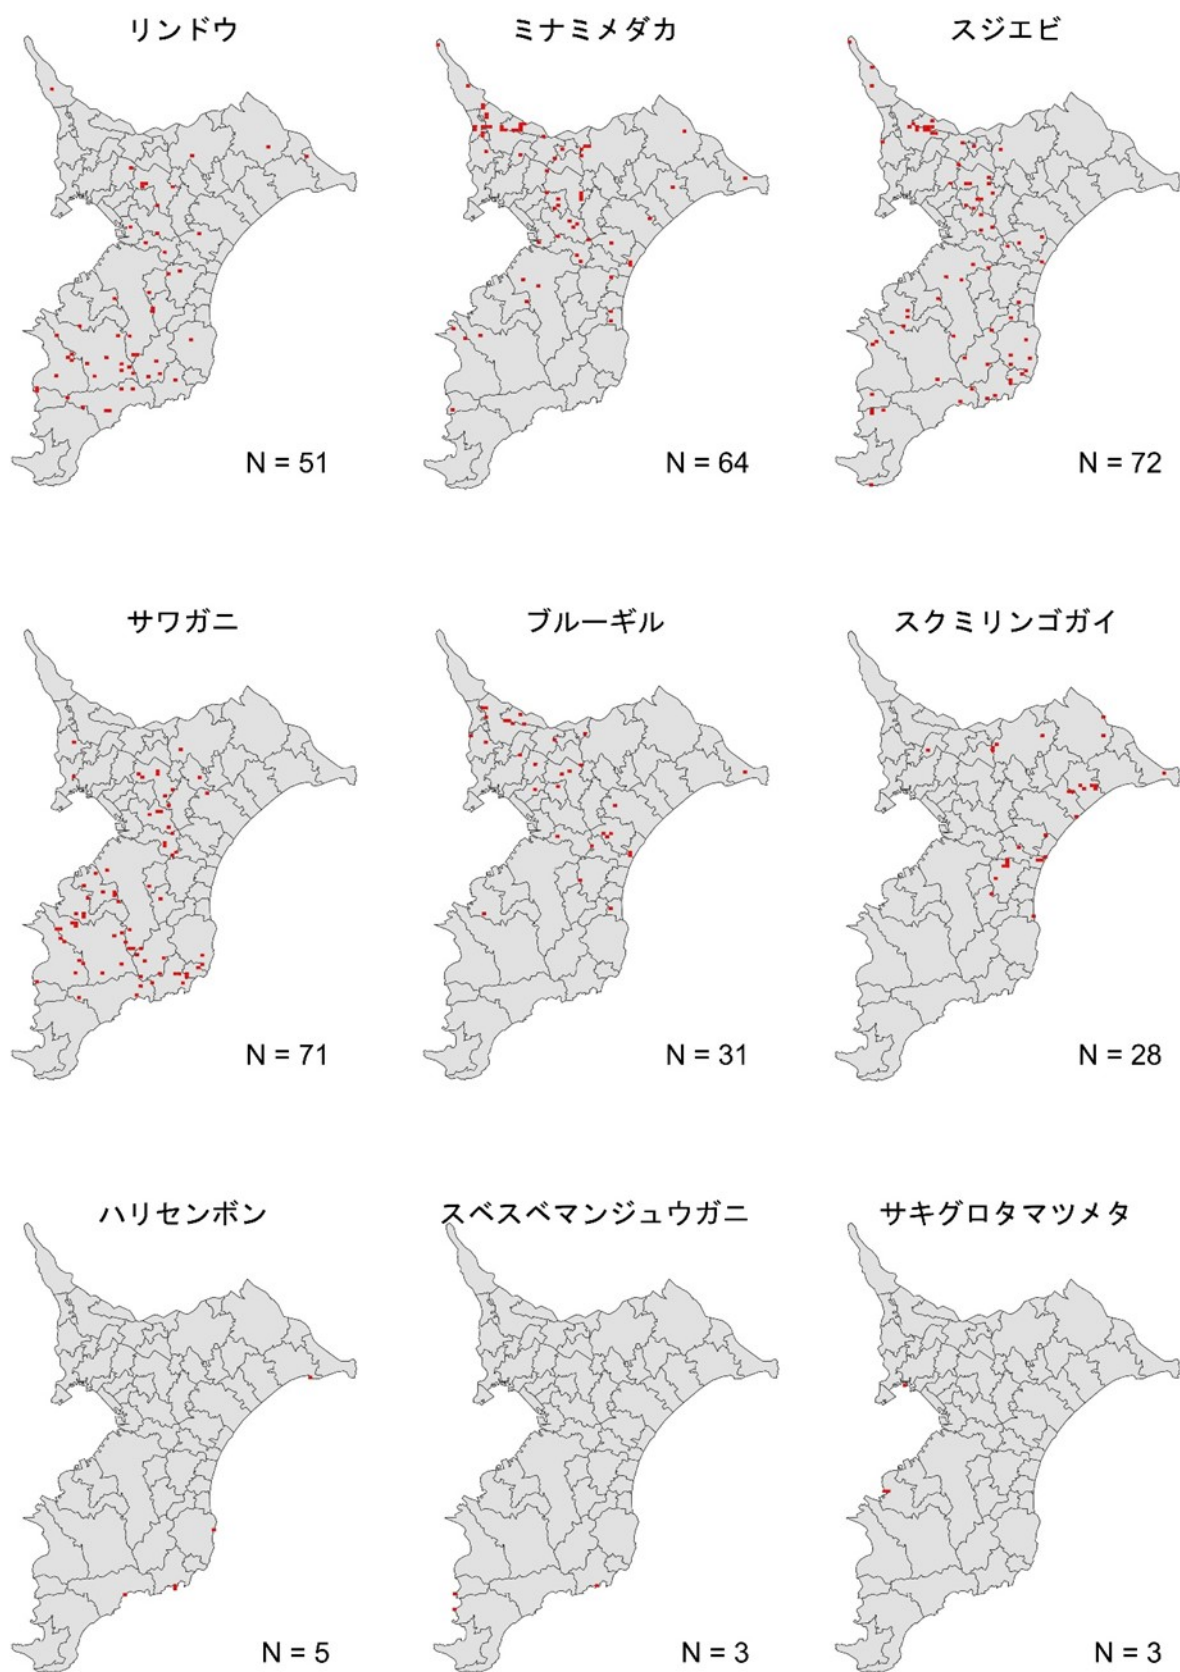 リンドウ
ミナミメダカ
スジエビ
N = 51
N = 64
N = 72
サワガニ
ブルーギル
スクミリンゴガイ
N = 71
N = 31
N = 28
ハリセンボン
スベスベマンジュウガニ
サキグロタマツメタ
N = 5
N = 3
N = 3